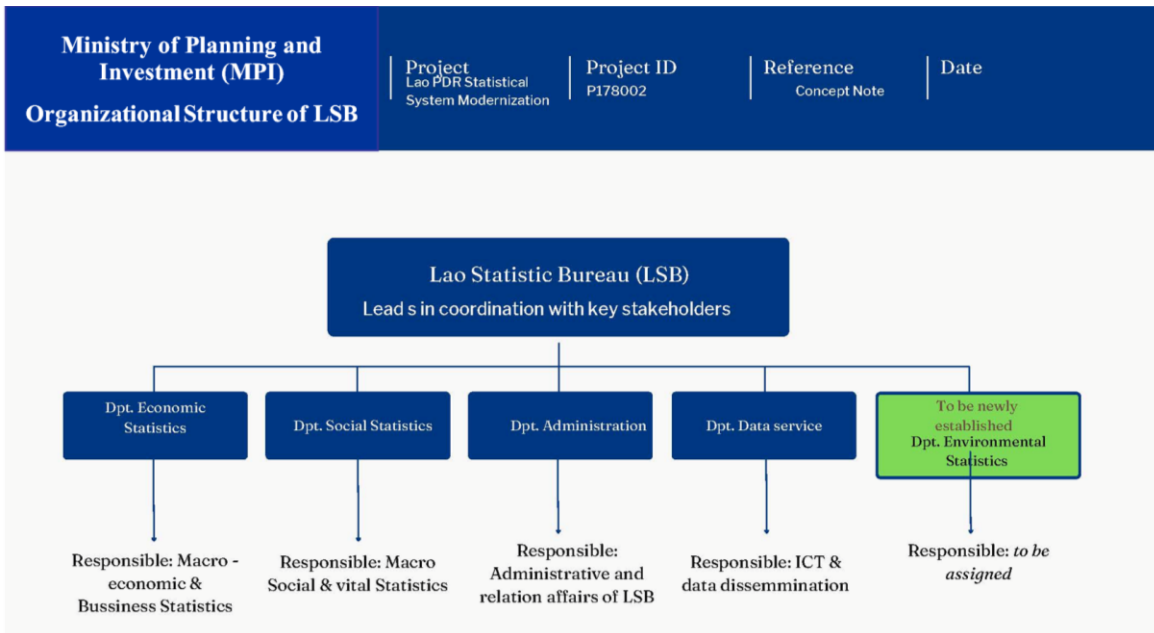 Ministry of Planning and
Investment (MPI)
Organizational Structure of LSB
Project
Lao PDR Statistical
System Modernization
Project ID
P178002
Reference
Concept Note
Date
Lao Statistic Bureau (LSB)
Lead s in coordination with key stakeholders
Dpt. Economic
Statistics
Dpt. Social Statistics
Dpt. Administration
Dpt. Data service
To be newly
established
Dpt. Environmental
Statistics
Responsible: Macro -
economic &
Bussiness Statistics
Responsible: Macro
Social & vital Statistics
Responsible:
Administrative and
relation affairs of LSB
Responsible: ICT &
data dissemmination
Responsible: to be
assigned